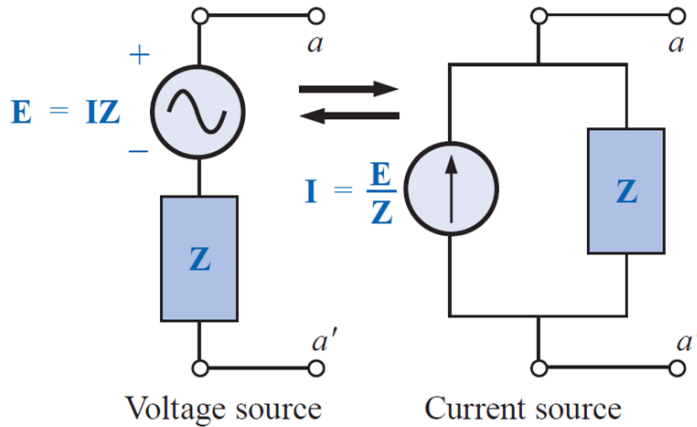 a
a
+
E = IZ
−
I = E/Z
Z
Z
a'
a
Voltage source
Current source